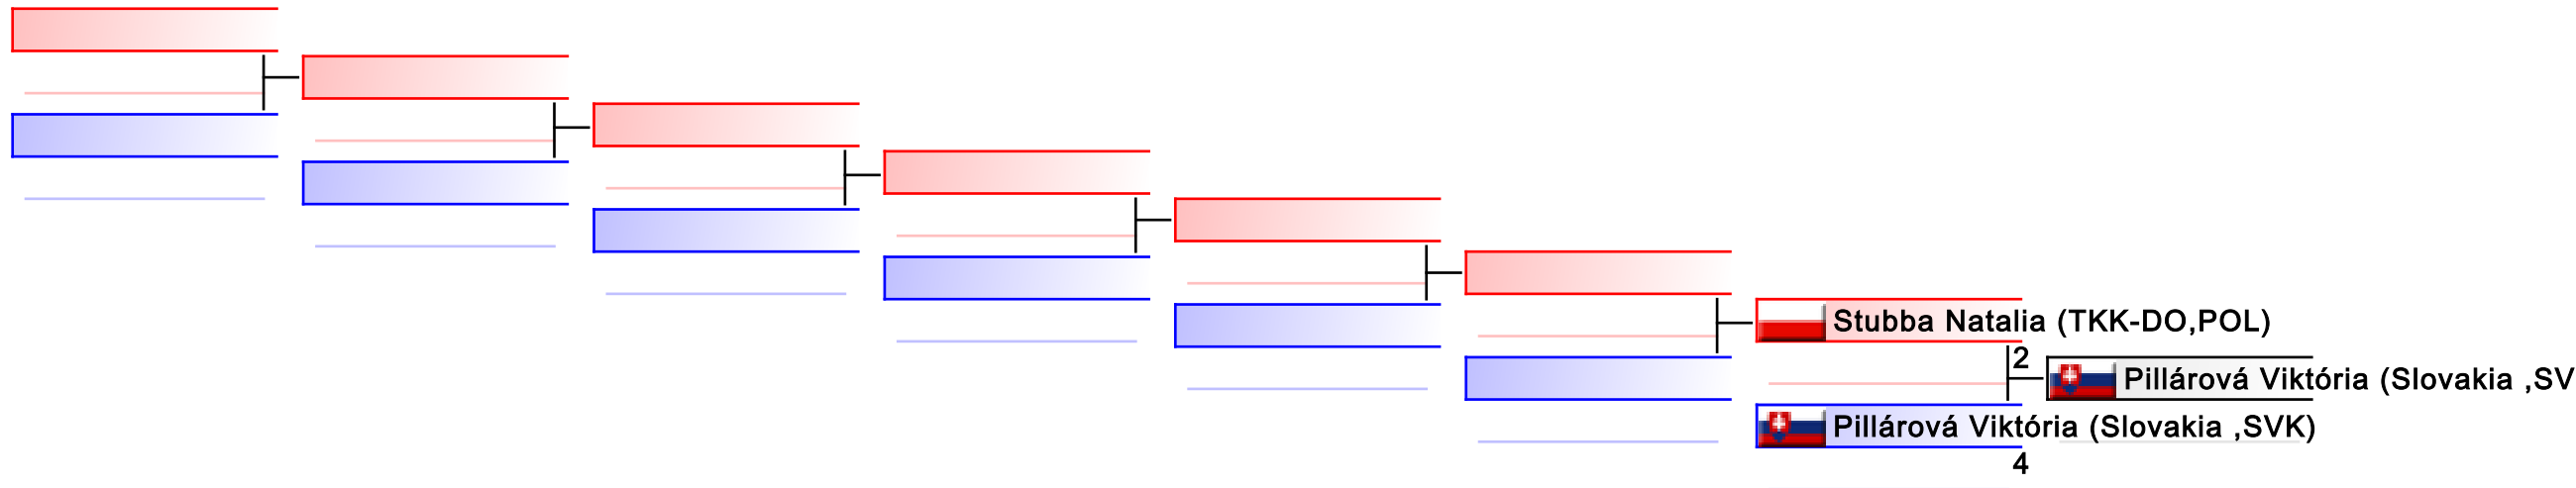 Stubba Natalia (TKK-DO,POL)
2
Pillárová Viktória (Slovakia ,SV
Pillárová Viktória (Slovakia ,SVK)
4